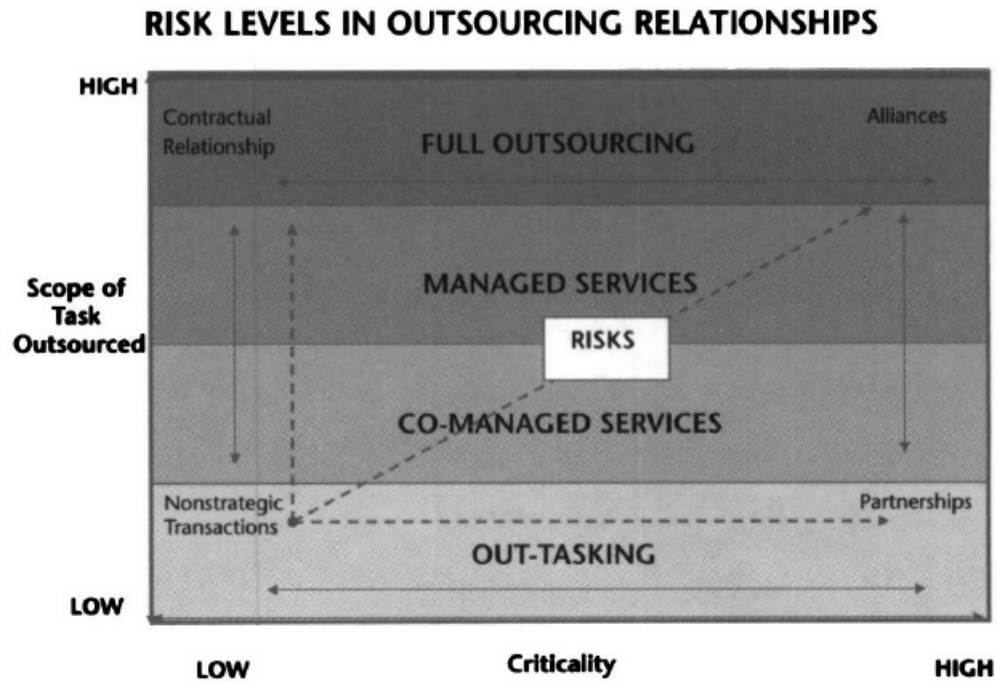 RISK LEVELS IN OUTSOURCING RELATIONSHIPS
HIGH
Contractual
Relationship
Alliances
FULL OUTSOURCING
MANAGED SERVICES
Scope of
Task
Outsourced
RISKS
CO-MANAGED SERVICES
Nonstrategic
Transactions
Partnerships
OUT-TASKING
LOW
LOW
Criticality
HIGH